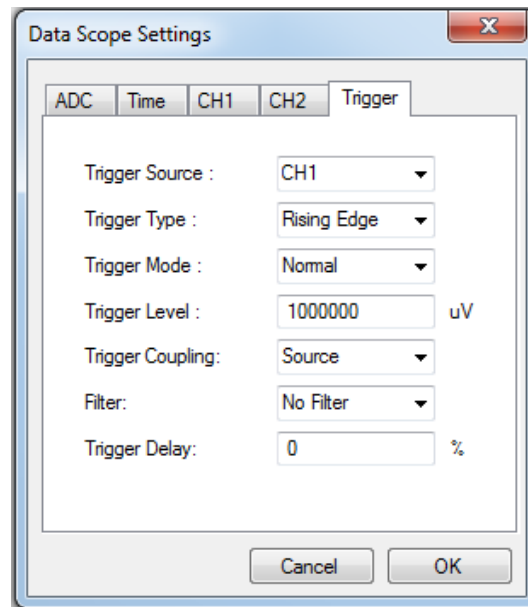 Data Scope Settings
ADC Time CH1 CH2 Trigger
Trigger Source : CH1
Trigger Type : Rising Edge
Trigger Mode : Normal
Trigger Level : 1000000 uV
Trigger Coupling: Source
Filter: No Filter
Trigger Delay: 0 %
Cancel OK